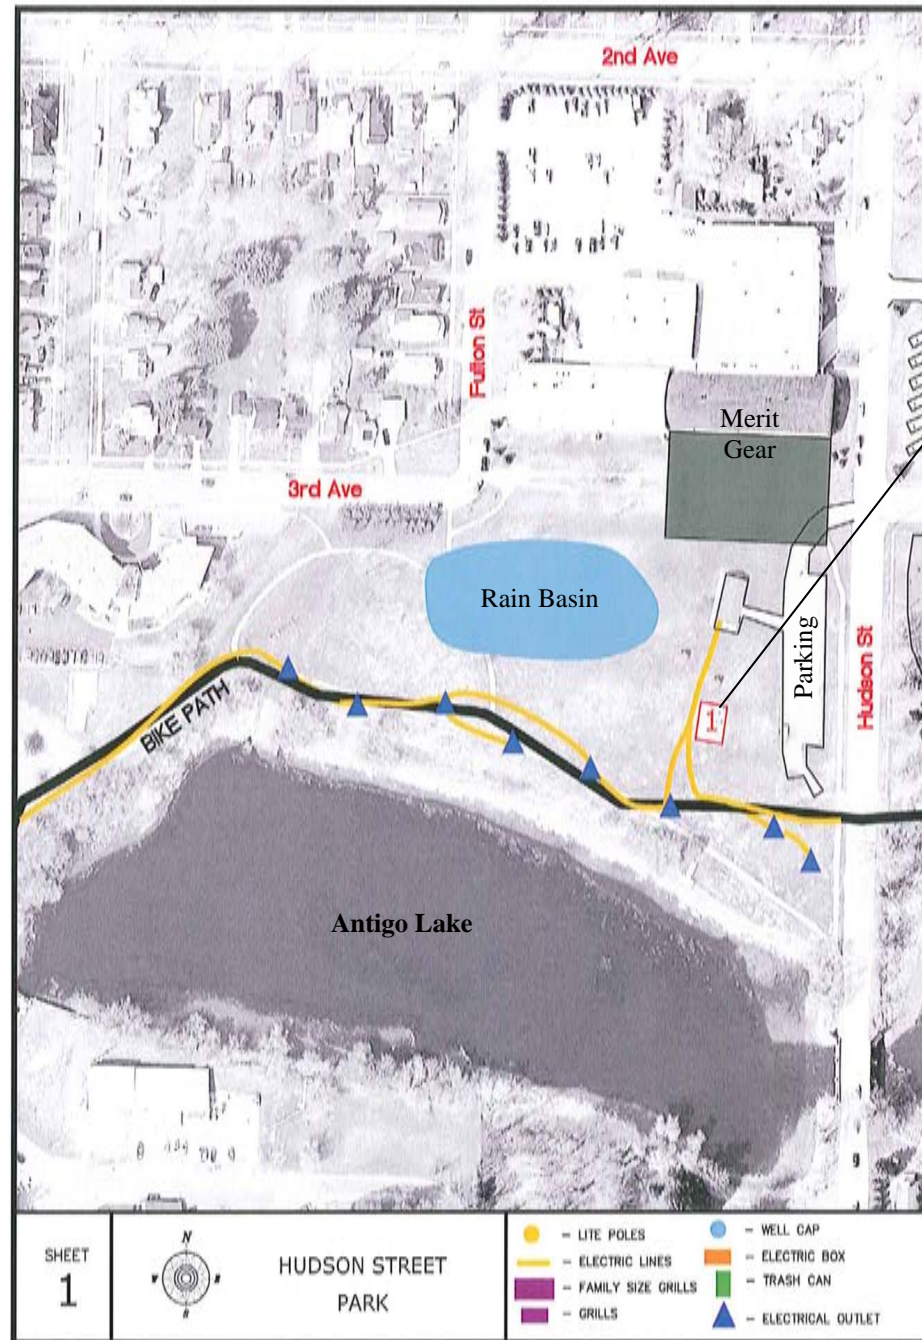 2nd Ave
Fulton St
Merit
Gear
3rd Ave
Rain Basin
Parking
Hudson St
1
BIKE PATH
Antigo Lake
SHEET
1
N
HUDSON STREET
PARK
– LITE POLES
– ELECTRIC LINES
– FAMILY SIZE GRILLS
– GRILLS
– WELL CAP
– ELECTRIC BOX
– TRASH CAN
– ELECTRICAL OUTLET